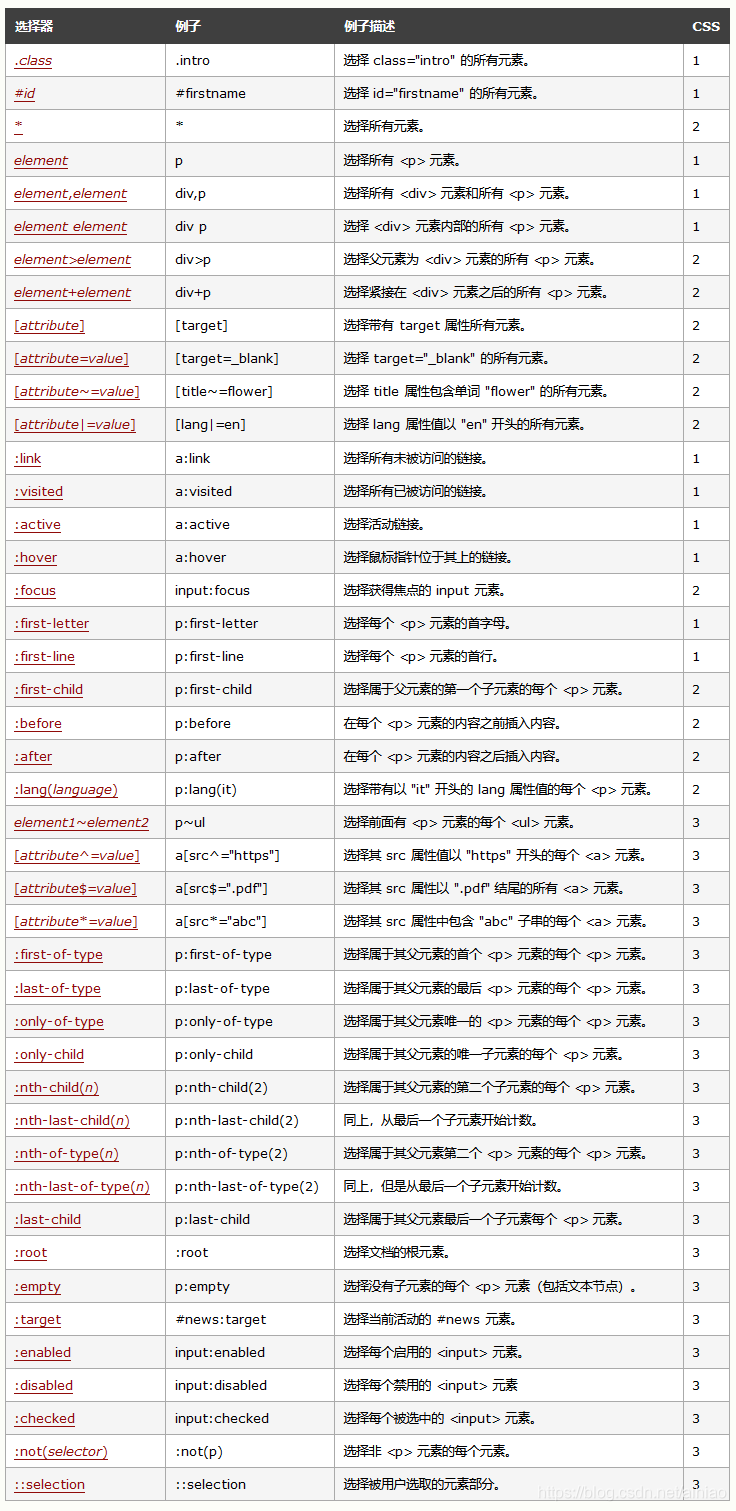 选择器 例子 例子描述 CSS
.class .intro 选择 class="intro" 的所有元素。 1
#id #firstname 选择 id="firstname" 的所有元素。 1
* * 选择所有元素。 2
element p 选择所有 <p> 元素。 1
element,element div,p 选择所有 <div> 元素和所有 <p> 元素。 1
element element div p 选择 <div> 元素内部的所有 <p> 元素。 1
element>element div>p 选择父元素为 <div> 元素的所有 <p> 元素。 2
element+element div+p 选择紧接在 <div> 元素之后的所有 <p> 元素。 2
[attribute] [target] 选择带有 target 属性所有元素。 2
[attribute=value] [target=_blank] 选择 target="_blank" 的所有元素。 2
[attribute~=value] [title~=flower] 选择 title 属性包含单词 "flower" 的所有元素。 2
[attribute|=value] [lang|=en] 选择 lang 属性值以 "en" 开头的所有元素。 2
:link a:link 选择所有未被访问的链接。 1
:visited a:visited 选择所有已被访问的链接。 1
:active a:active 选择活动链接。 1
:hover a:hover 选择鼠标指针位于其上的链接。 1
:focus input:focus 选择获得焦点的 input 元素。 2
:first-letter p:first-letter 选择每个 <p> 元素的首字母。 1
:first-line p:first-line 选择每个 <p> 元素的首行。 1
:first-child p:first-child 选择属于父元素的第一个子元素的每个 <p> 元素。 2
:before p:before 在每个 <p> 元素的内容之前插入内容。 2
:after p:after 在每个 <p> 元素的内容之后插入内容。 2
:lang(language) p:lang(it) 选择带有以 "it" 开头的 lang 属性值的每个 <p> 元素。 2
element1~element2 p~ul 选择前面有 <p> 元素的每个 <ul> 元素。 3
[attribute^=value] a[src^="https"] 选择其 src 属性值以 "https" 开头的每个 <a> 元素。 3
[attribute$=value] a[src$=".pdf"] 选择其 src 属性以 ".pdf" 结尾的所有 <a> 元素。 3
[attribute*=value] a[src*="abc"] 选择其 src 属性中包含 "abc" 子串的每个 <a> 元素。 3
:first-of-type p:first-of-type 选择属于其父元素的首个 <p> 元素的每个 <p> 元素。 3
:last-of-type p:last-of-type 选择属于其父元素的最后 <p> 元素的每个 <p> 元素。 3
:only-of-type p:only-of-type 选择属于其父元素唯一的 <p> 元素的每个 <p> 元素。 3
:only-child p:only-child 选择属于其父元素的唯一子元素的每个 <p> 元素。 3
:nth-child(n) p:nth-child(2) 选择属于其父元素的第二个子元素的每个 <p> 元素。 3
:nth-last-child(n) p:nth-last-child(2) 同上，从最后一个子元素开始计数。 3
:nth-of-type(n) p:nth-of-type(2) 选择属于其父元素第二个 <p> 元素的每个 <p> 元素。 3
:nth-last-of-type(n) p:nth-last-of-type(2) 同上，但是从最后一个子元素开始计数。 3
:last-child p:last-child 选择属于其父元素最后一个子元素每个 <p> 元素。 3
:root :root 选择文档的根元素。 3
:empty p:empty 选择没有子元素的每个 <p> 元素（包括文本节点）。 3
:target #news:target 选择当前活动的 #news 元素。 3
:enabled input:enabled 选择每个启用的 <input> 元素。 3
:disabled input:disabled 选择每个禁用的 <input> 元素 3
:checked input:checked 选择每个被选中的 <input> 元素。 3
:not(selector) :not(p) 选择非 <p> 元素的每个元素。 3
::selection ::selection 选择被用户选取的元素部分。 3